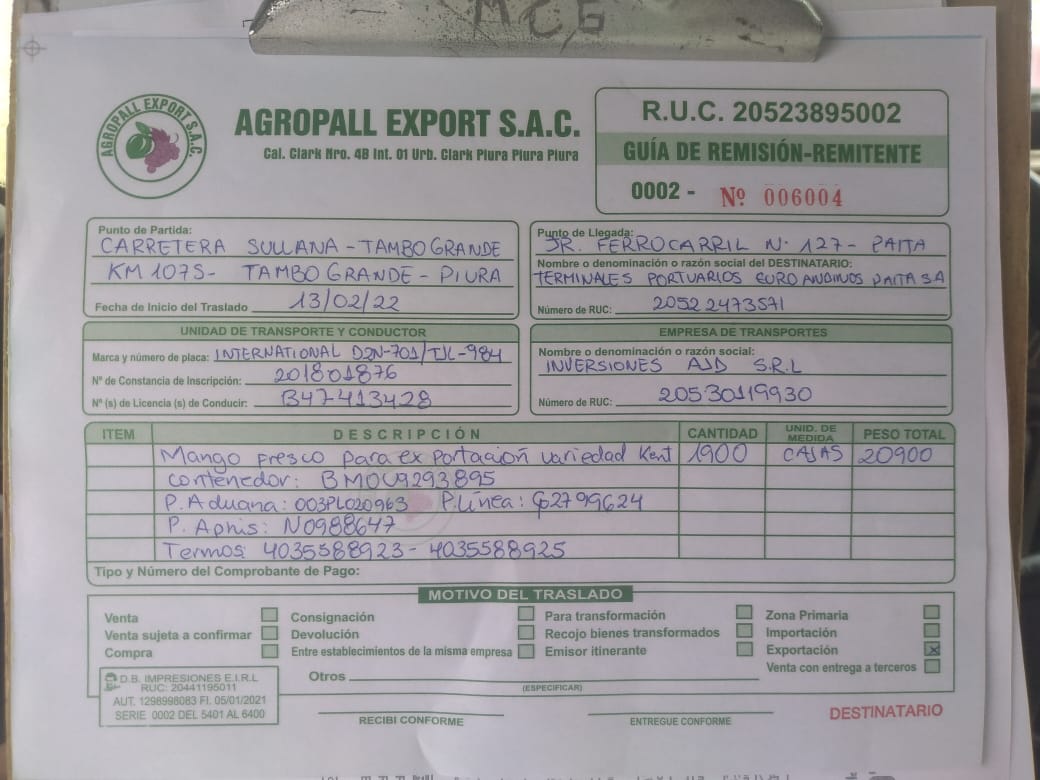 MCG
AGROPALL EXPORT S.A.C.
AGROPALL EXPORT S.A.C.
Cal. Clark Nro. 4B Int. 01 Urb. Clark Piura Piura Piura
R.U.C. 20523895002
GUÍA DE REMISIÓN-REMITENTE
0002 - Nº 006004
Punto de Partida:
CARRETERA SULLANA - TAMBOGRANDE
KM 1075- TAMBO GRANDE - PIURA
Fecha de Inicio del Traslado 13/02/22
Punto de Llegada:
JR. FERROCARRIL N· 127 - PAITA
Nombre o denominación o razón social del DESTINATARIO:
TERMINALES PORTUARIOS EUROANDINOS PAITA SA
Número de RUC: 20522473571
UNIDAD DE TRANSPORTE Y CONDUCTOR
Marca y número de placa: INTERNATIONAL D2N-701/TJL-984
Nº de Constancia de Inscripción: 201801876
Nº (s) de Licencia (s) de Conducir: B47413428
EMPRESA DE TRANSPORTES
Nombre o denominación o razón social:
INVERSIONES AJD S.R.L
Número de RUC: 20530119930
ITEM DESCRIPCIÓN CANTIDAD UNID. DE MEDIDA PESO TOTAL
Mango fresco para exportación variedad Kent 1900 CAJAS 20900
contenedor: BMOU9293895
P. Aduana: 003PL020963 P.Línea: G2799624
P. Aphis: N0988647
Termos 4035588923 - 4035588925
Tipo y Número del Comprobante de Pago:
MOTIVO DEL TRASLADO
Venta
Venta sujeta a confirmar
Compra
Consignación
Devolución
Entre establecimientos de la misma empresa
Para transformación
Recojo bienes transformados
Emisor itinerante
Zona Primaria
Importación
Exportación X
Venta con entrega a terceros
Otros
(ESPECIFICAR)
D.B. IMPRESIONES E.I.R.L
RUC: 20441195011
AUT. 1298998083 FI. 05/01/2021
SERIE 0002 DEL 5401 AL 6400
RECIBI CONFORME
ENTREGUE CONFORME
DESTINATARIO